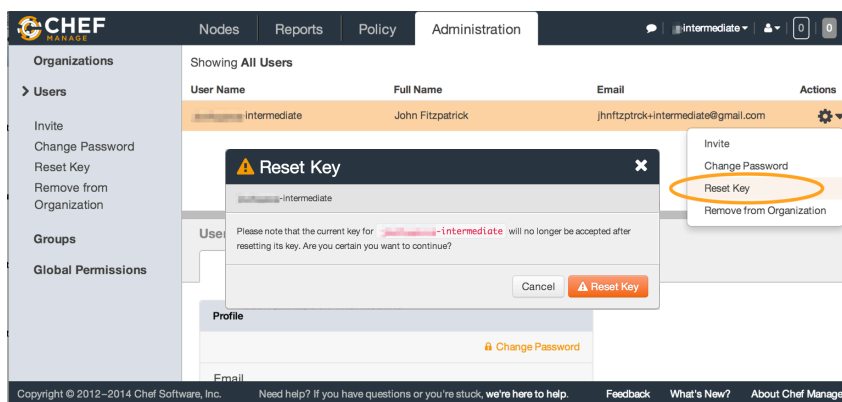 CHEF
MANAGE
Nodes Reports Policy Administration -intermediate 0 0
Organizations
Users
Invite
Change Password
Reset Key
Remove from
Organization
Groups
Global Permissions
Showing All Users
User Name Full Name Email Actions
-intermediate John Fitzpatrick jhnftzptrck+intermediate@gmail.com
Invite
Change Password
Reset Key
Remove from Organization
Reset Key
-intermediate
Please note that the current key for -intermediate will no longer be accepted after
resetting its key. Are you certain you want to continue?
Cancel Reset Key
User
Profile
Change Password
Email
Copyright © 2012–2014 Chef Software, Inc. Need help? If you have questions or you're stuck, we're here to help. Feedback What's New? About Chef Manage